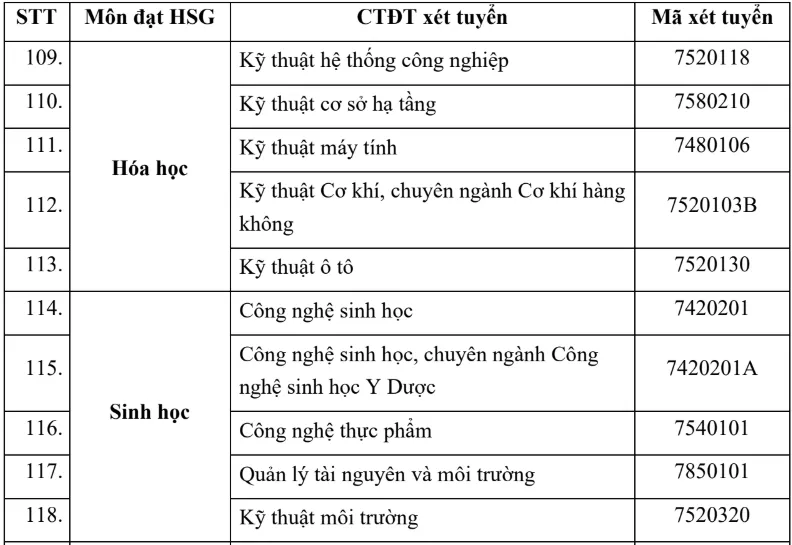 STT Môn đạt HSG CTĐT xét tuyển Mã xét tuyển
109. Kỹ thuật hệ thống công nghiệp 7520118
110. Kỹ thuật cơ sở hạ tầng 7580210
111. Kỹ thuật máy tính 7480106
Hóa học
112. Kỹ thuật Cơ khí, chuyên ngành Cơ khí hàng
không 7520103B
113. Kỹ thuật ô tô 7520130
114. Công nghệ sinh học 7420201
115. Công nghệ sinh học, chuyên ngành Công
nghệ sinh học Y Dược 7420201A
Sinh học
116. Công nghệ thực phẩm 7540101
117. Quản lý tài nguyên và môi trường 7850101
118. Kỹ thuật môi trường 7520320